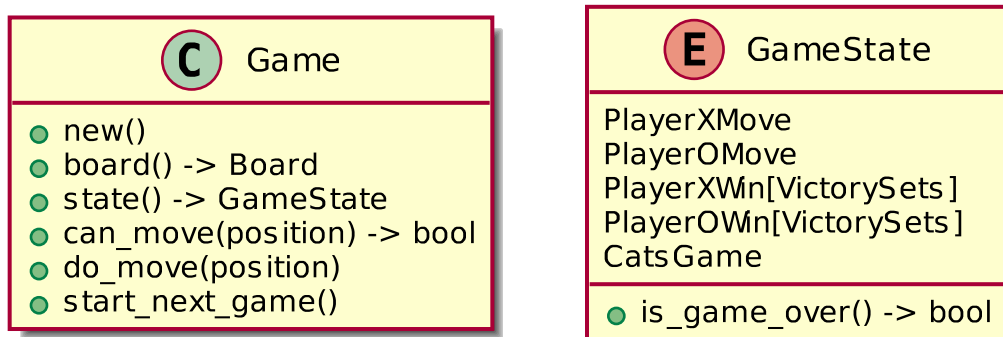 C Game
new()
board() -> Board
state() -> GameState
can_move(position) -> bool
do_move(position)
start_next_game()
E GameState
PlayerXMove
PlayerOMove
PlayerXWin[VictorySets]
PlayerOWin[VictorySets]
CatsGame
is_game_over() -> bool